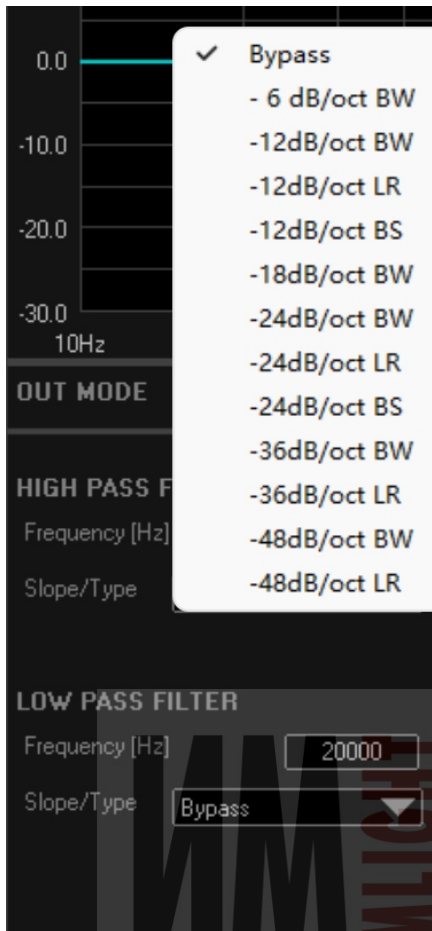 0.0
-10.0
-20.0
-30.0
10Hz
✓ Bypass
- 6 dB/oct BW
-12dB/oct BW
-12dB/oct LR
-12dB/oct BS
-18dB/oct BW
-24dB/oct BW
-24dB/oct LR
-24dB/oct BS
-36dB/oct BW
-36dB/oct LR
-48dB/oct BW
-48dB/oct LR
OUT MODE
HIGH PASS F
Frequency [Hz]
Slope/Type
LOW PASS FILTER
Frequency [Hz] 20000
Slope/Type Bypass